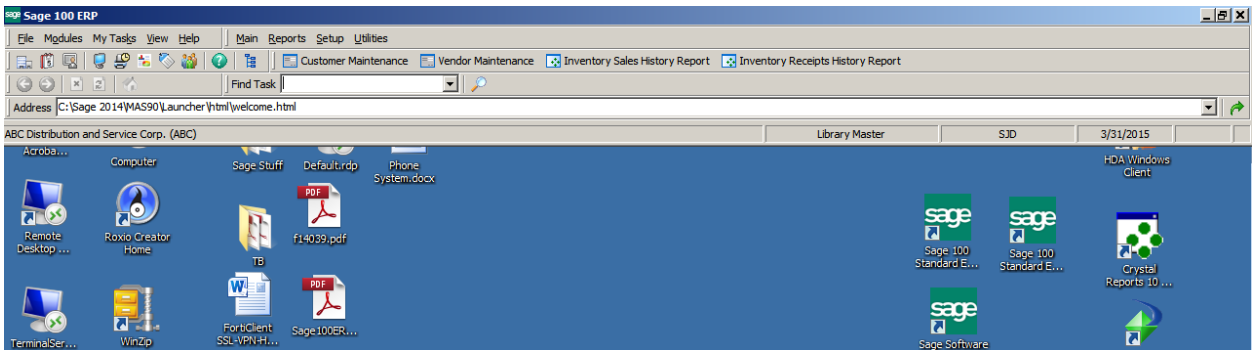 sage Sage 100 ERP
File Modules My Tasks View Help Main Reports Setup Utilities
Customer Maintenance Vendor Maintenance Inventory Sales History Report Inventory Receipts History Report
Find Task
Address C:\Sage 2014\MAS90\Launcher\html\welcome.html
ABC Distribution and Service Corp. (ABC) Library Master SJD 3/31/2015
Acroba... Computer Sage Stuff Default.rdp Phone System.docx HDA Windows Client
PDF
sage sage
Remote Desktop ... Roxio Creator Home TB f14039.pdf Sage 100 Standard E... Sage 100 Standard E... Crystal Reports 10 ...
W PDF
sage
TerminalSer... WinZip FortiClient SSL-VPN-H... Sage100ER... Sage Software